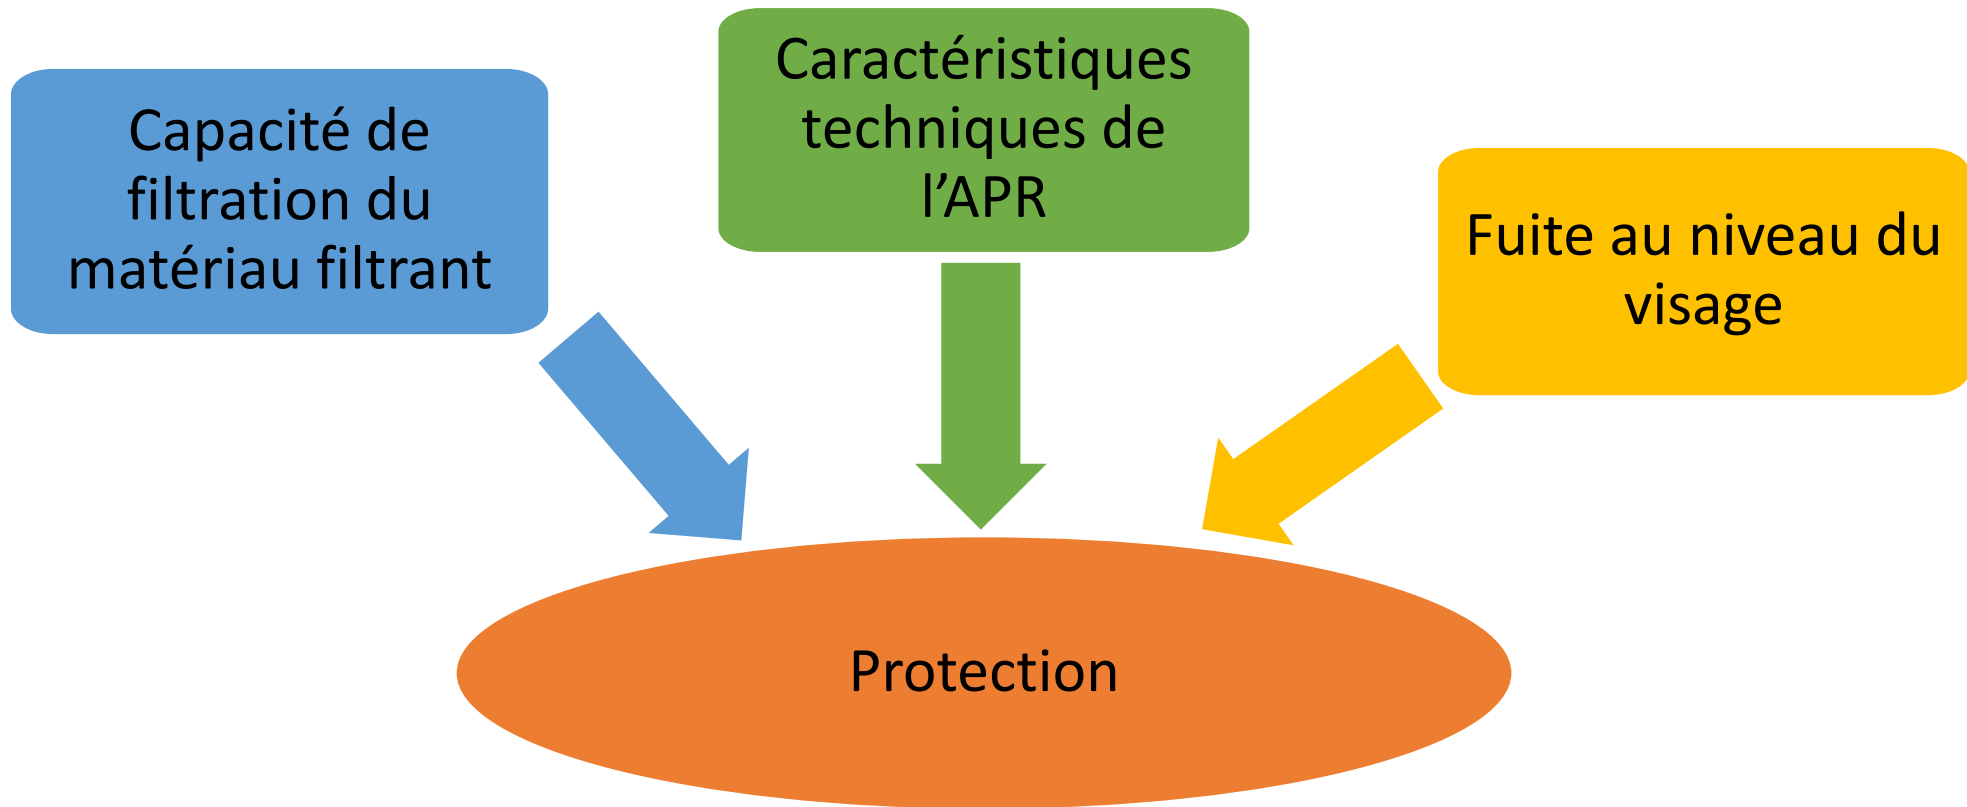 Capacité de
filtration du
matériau filtrant
Caractéristiques
techniques de
l’APR
Fuite au niveau du
visage
Protection